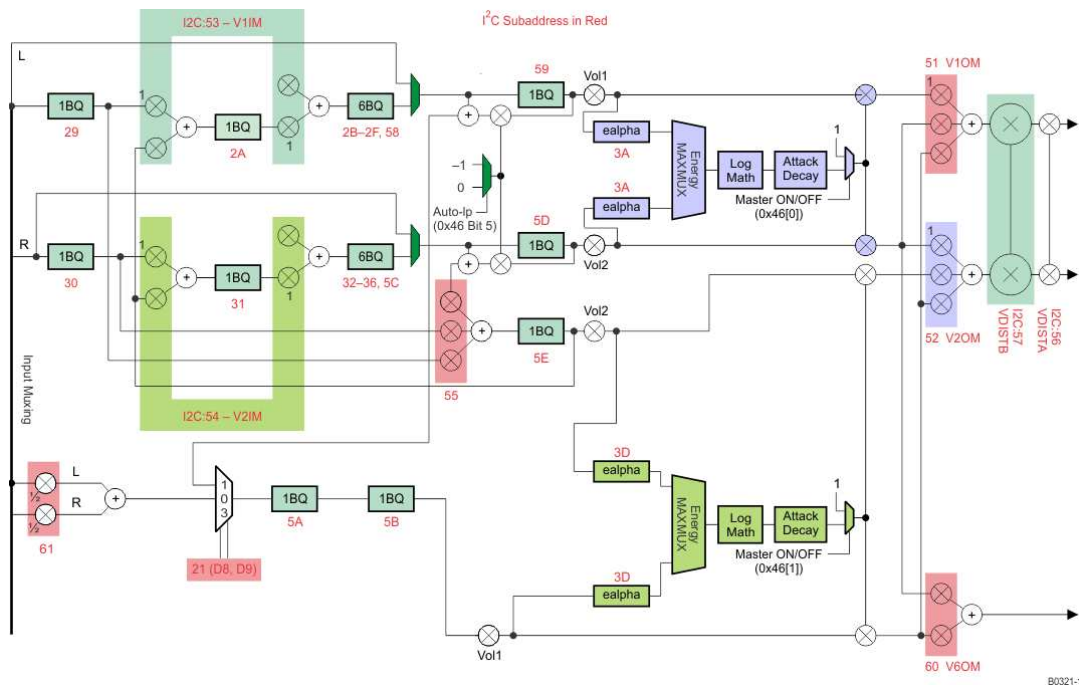 I2C:53 – V1IM
I²C Subaddress in Red
L
1
1BQ
29
1BQ
2A
1
6BQ
2B–2F, 58
59
1BQ
Vol1
51 V1OM
1
ealpha
3A
Energy
MAXMUX
Log
Math
Attack
Decay
1
Master ON/OFF
(0x46[0])
–1
0
Auto-lp
(0x46 Bit 5)
3A
ealpha
5D
1BQ
Vol2
R
1BQ
30
1
1BQ
31
1
6BQ
32–36, 5C
1
52 V2OM
I2C:57
VDISTB
I2C:56
VDISTA
1BQ
5E
Vol2
55
Input Muxing
I2C:54 – V2IM
L
½
R
½
61
1
0
3
21 (D8, D9)
1BQ
5A
1BQ
5B
3D
ealpha
Energy
MAXMUX
Log
Math
Attack
Decay
1
Master ON/OFF
(0x46[1])
3D
ealpha
Vol1
60 V6OM